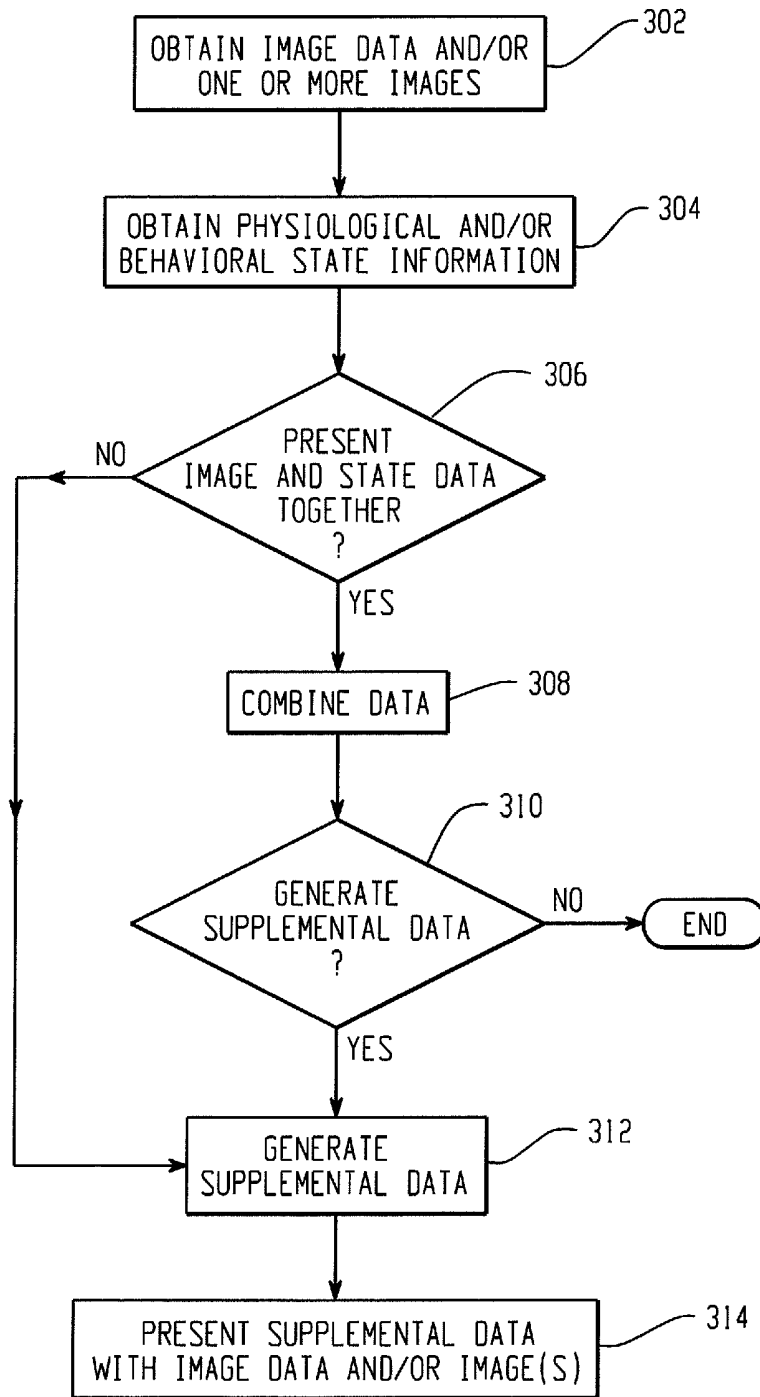 302
OBTAIN IMAGE DATA AND/OR
ONE OR MORE IMAGES
304
OBTAIN PHYSIOLOGICAL AND/OR
BEHAVIORAL STATE INFORMATION
306
PRESENT
IMAGE AND STATE DATA
TOGETHER
?
NO
YES
COMBINE DATA
308
310
GENERATE
SUPPLEMENTAL DATA
?
NO
END
YES
GENERATE
SUPPLEMENTAL DATA
312
PRESENT SUPPLEMENTAL DATA
WITH IMAGE DATA AND/OR IMAGE(S)
314